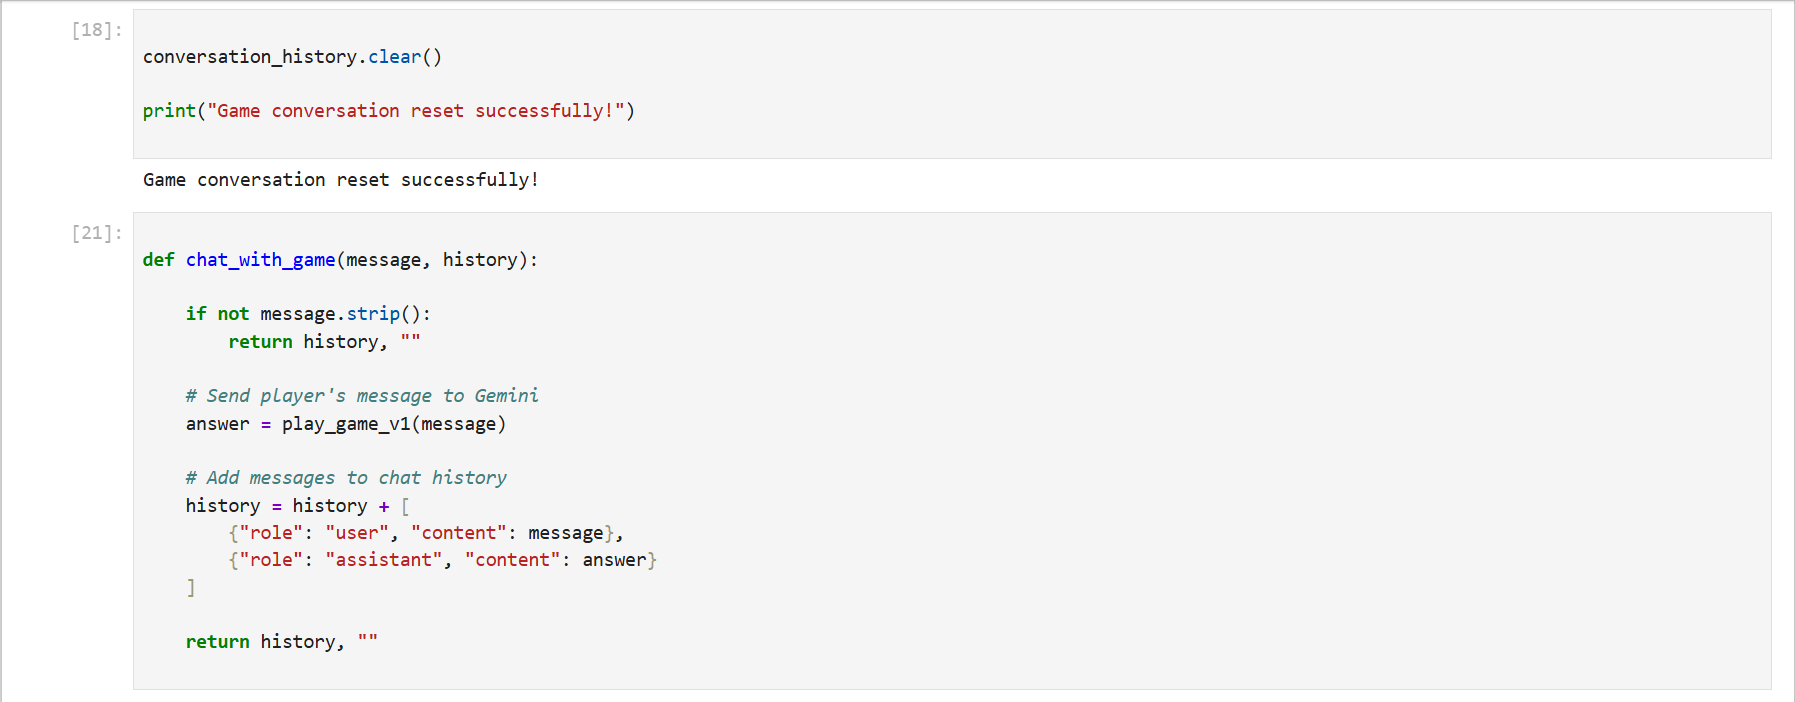 [18]:
conversation_history.clear()
print("Game conversation reset successfully!")
Game conversation reset successfully!
[21]:
def chat_with_game(message, history):
    if not message.strip():
        return history, ""
    # Send player's message to Gemini
    answer = play_game_v1(message)
    # Add messages to chat history
    history = history + [
        {"role": "user", "content": message},
        {"role": "assistant", "content": answer}
    ]
    return history, ""